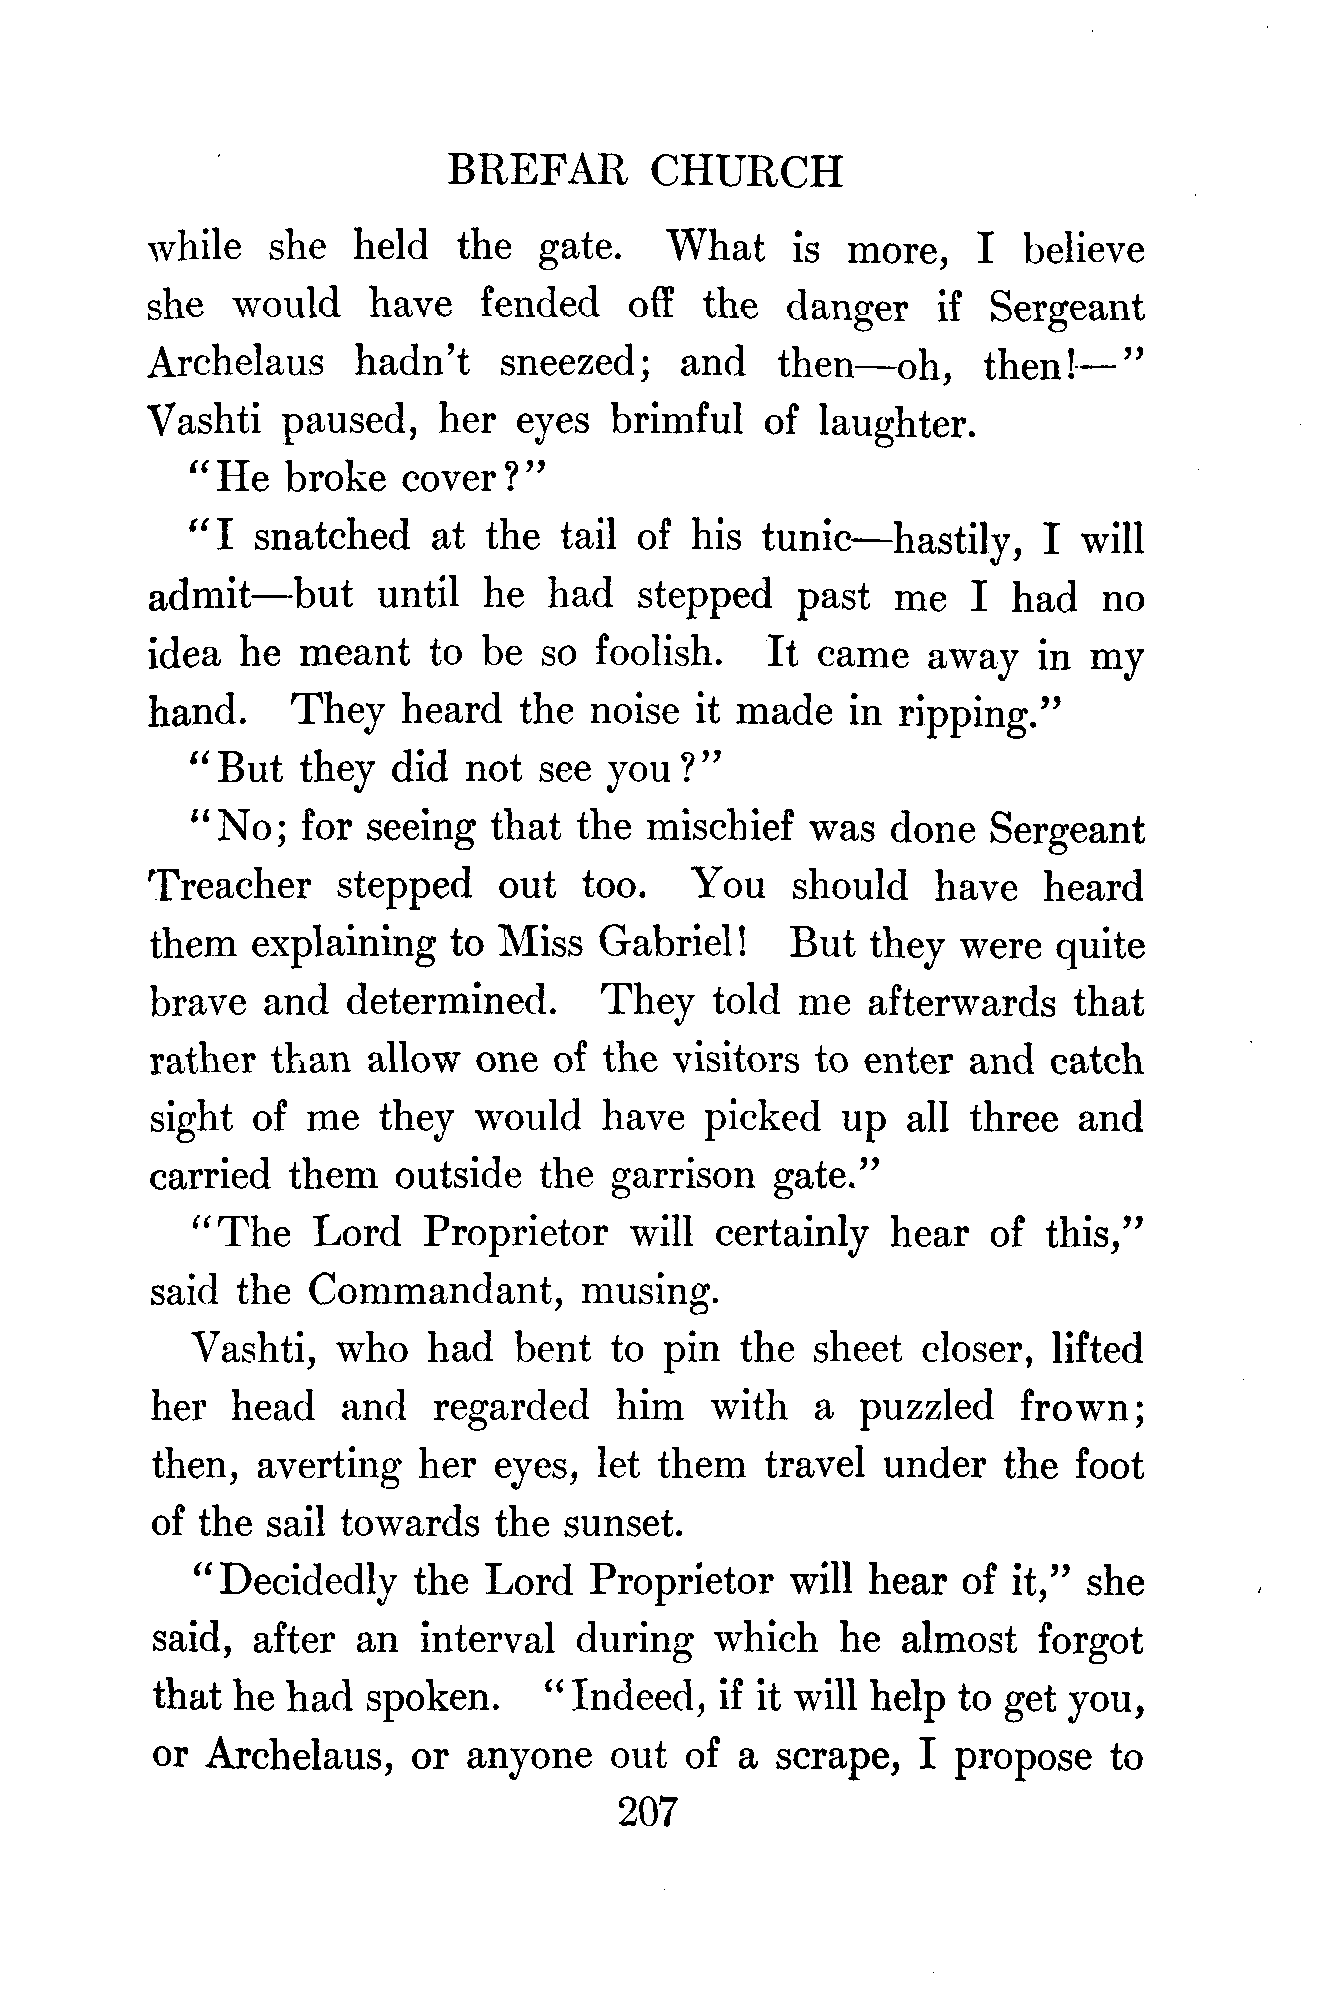 BREFAR CHURCH
while she held the gate. What is more, I believe
she would have fended off the danger if Sergeant
Archelaus hadn't sneezed; and then—oh, then!—"
Vashti paused, her eyes brimful of laughter.
"He broke cover?"
"I snatched at the tail of his tunic—hastily, I will
admit—but until he had stepped past me I had no
idea he meant to be so foolish. It came away in my
hand. They heard the noise it made in ripping."
"But they did not see you?"
"No; for seeing that the mischief was done Sergeant
Treacher stepped out too. You should have heard
them explaining to Miss Gabriel! But they were quite
brave and determined. They told me afterwards that
rather than allow one of the visitors to enter and catch
sight of me they would have picked up all three and
carried them outside the garrison gate."
"The Lord Proprietor will certainly hear of this,"
said the Commandant, musing.
Vashti, who had bent to pin the sheet closer, lifted
her head and regarded him with a puzzled frown;
then, averting her eyes, let them travel under the foot
of the sail towards the sunset.
"Decidedly the Lord Proprietor will hear of it," she
said, after an interval during which he almost forgot
that he had spoken. "Indeed, if it will help to get you,
or Archelaus, or anyone out of a scrape, I propose to
207